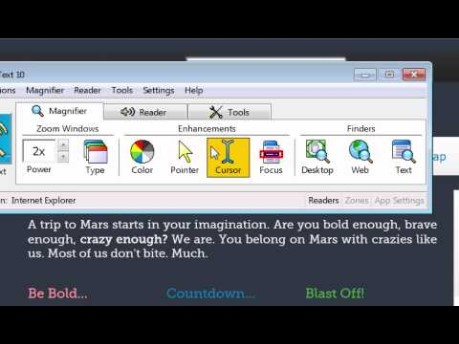 Text 10
ions Magnifier Reader Tools Settings Help
Magnifier Reader Tools
Zoom Windows Enhancements Finders
2x
Power Type Color Pointer Cursor Focus Desktop Web Text
xt
n: Internet Explorer Readers Zones App Settings
ap
A trip to Mars starts in your imagination. Are you bold enough, brave
enough, crazy enough? We are. You belong on Mars with crazies like
us. Most of us don't bite. Much.
Be Bold... Countdown... Blast Off!